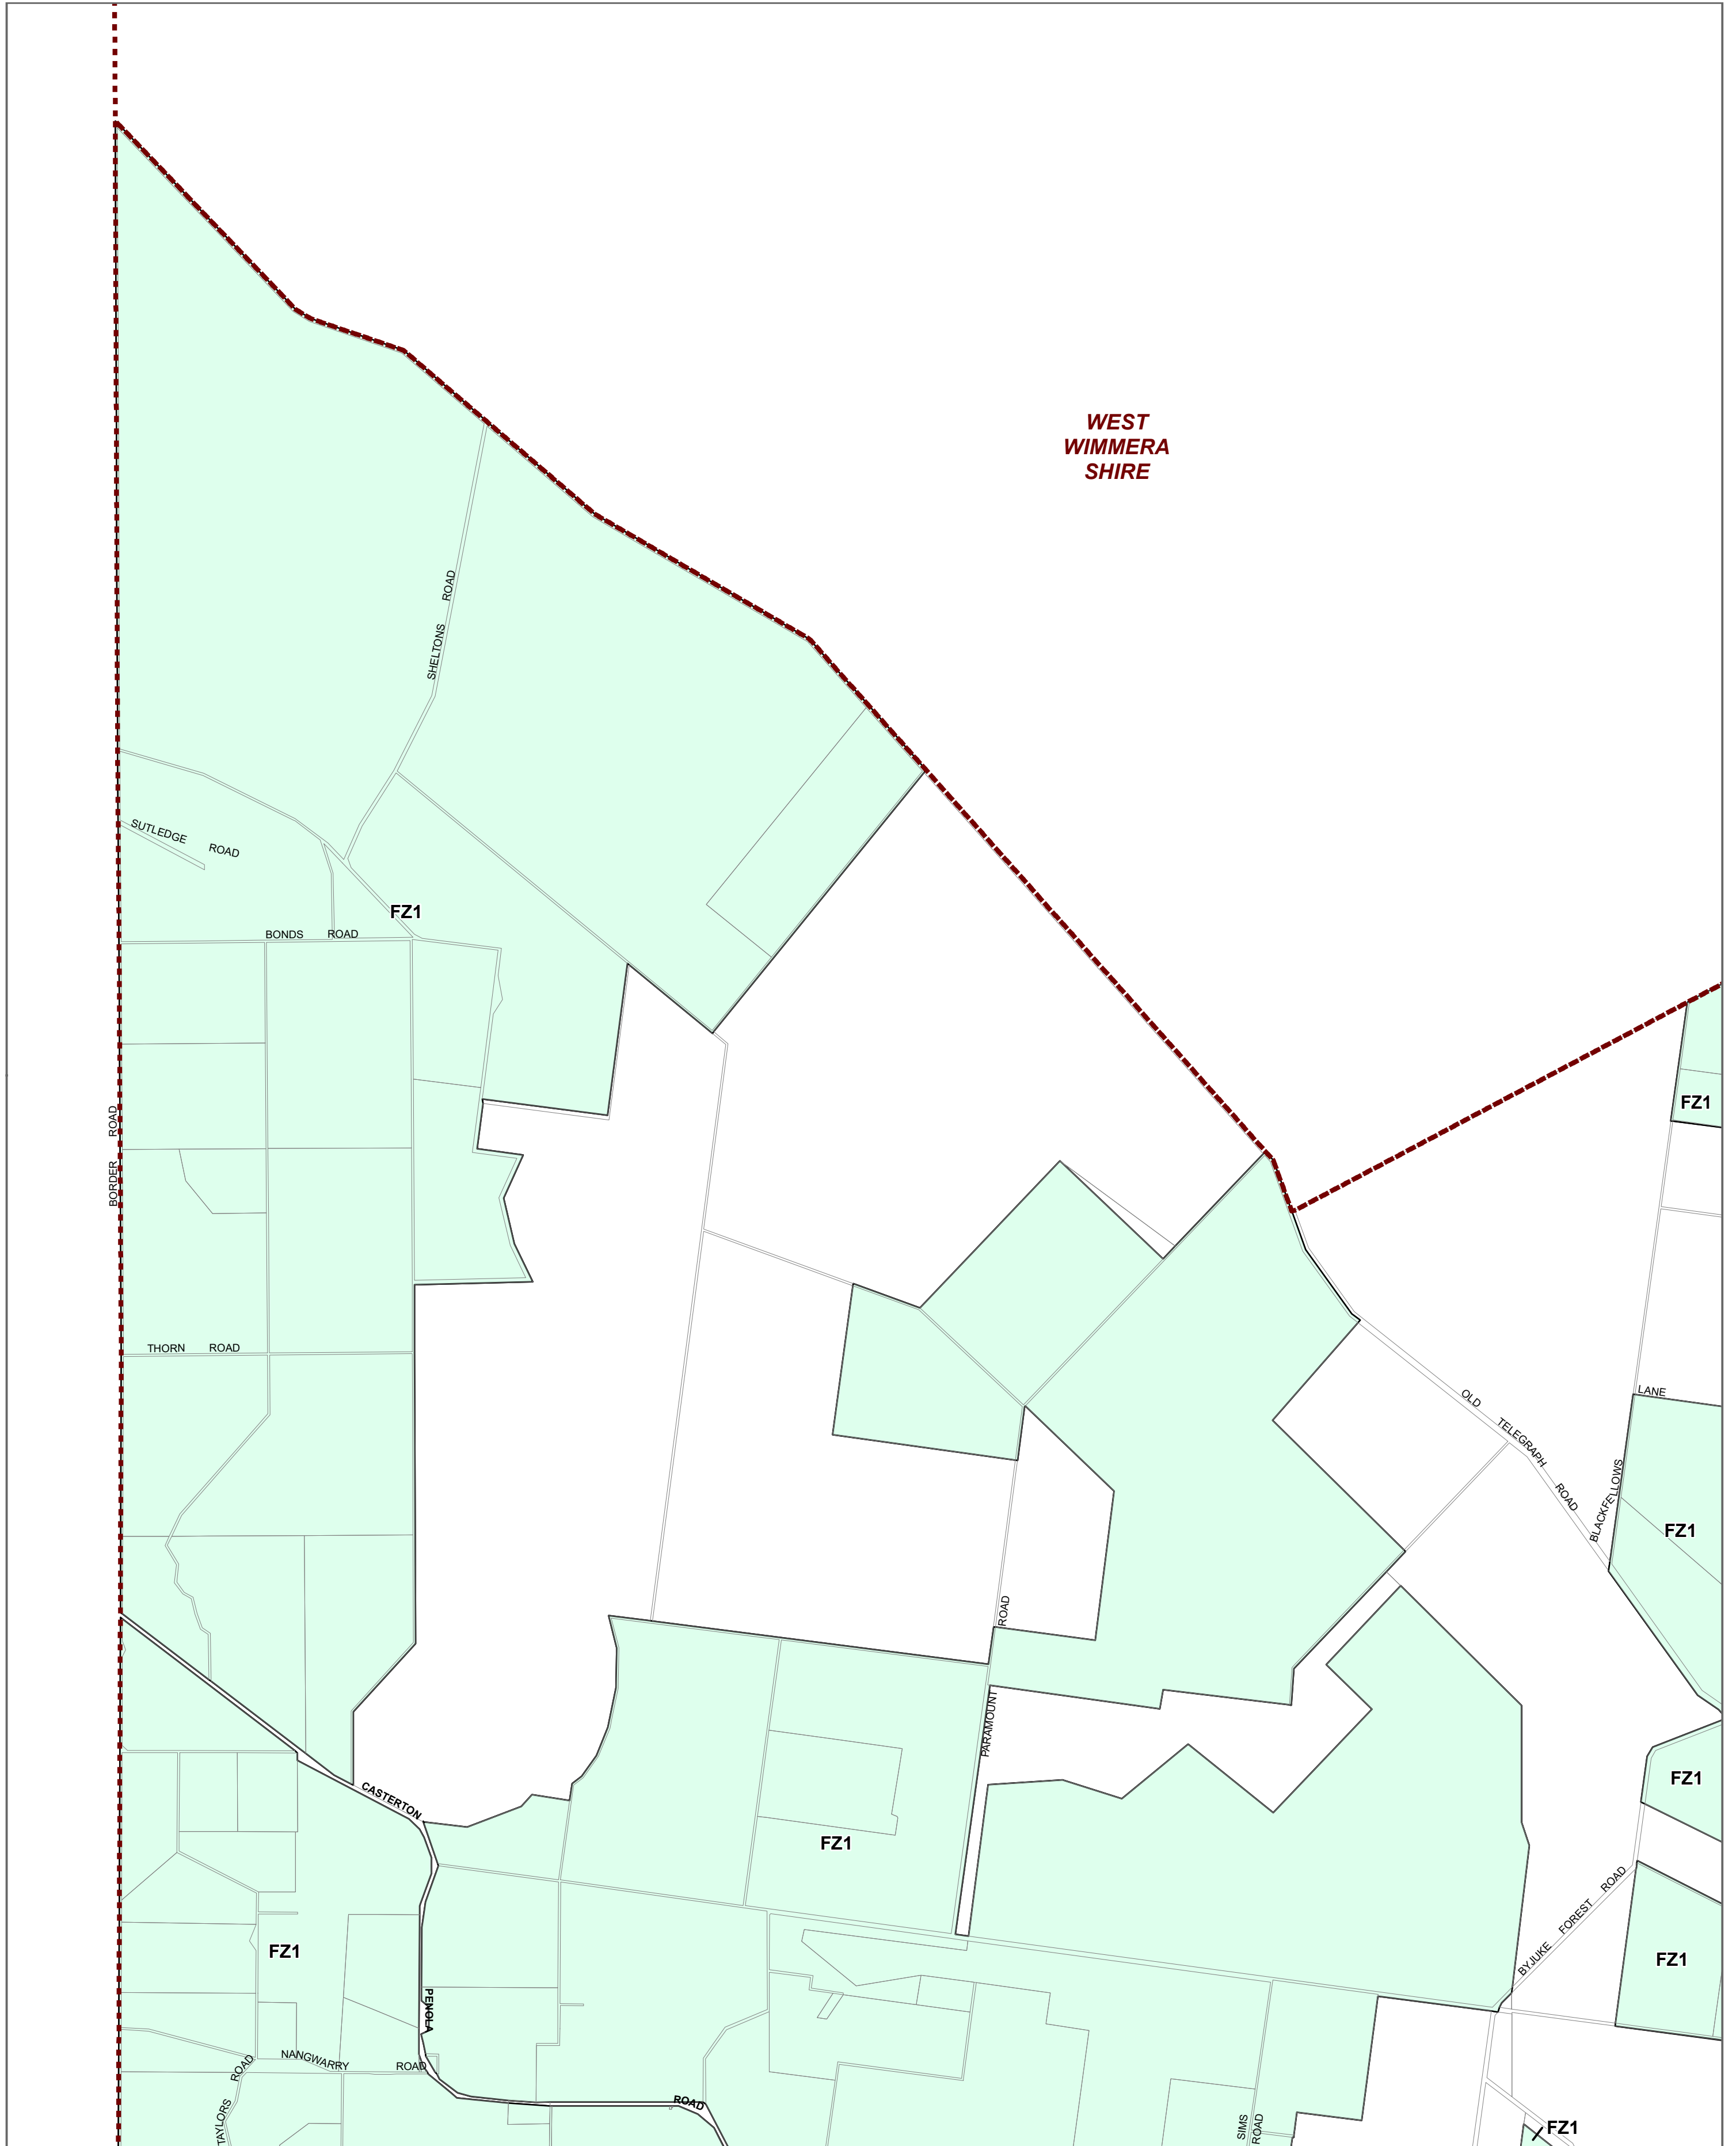 WEST
WIMMERA
SHIRE
SHELTONS ROAD
SUTLEDGE ROAD
FZ1
BONDS ROAD
FZ1
BORDER ROAD
THORN ROAD
LANE
OLD TELEGRAPH ROAD
BLACKFELLOWS
FZ1
ROAD
PARAMOUNT
FZ1
CASTERTON
FZ1
BYJUKE FOREST ROAD
FZ1
FZ1
PENOLA
NANGWARRY ROAD
TAYLORS ROAD
ROAD
SIMS ROAD
FZ1